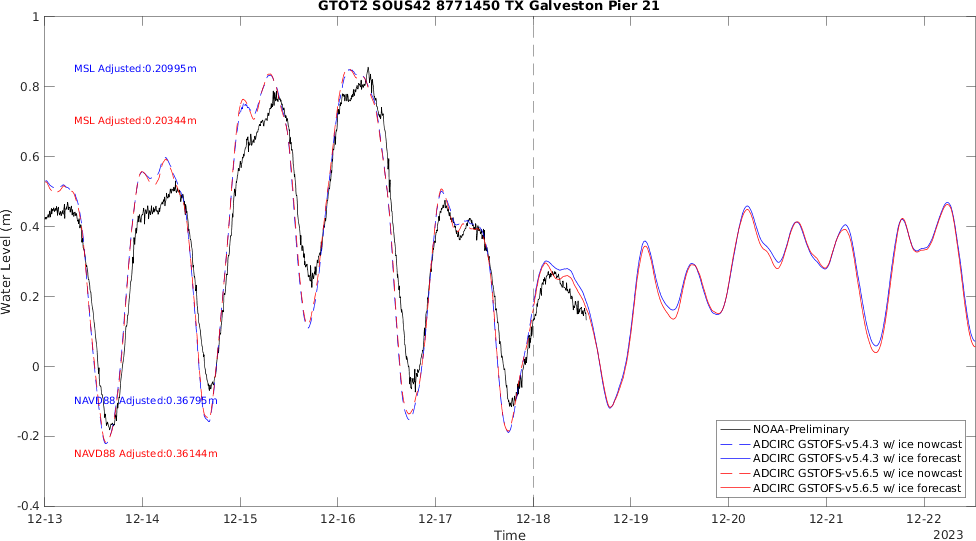 GTOT2 SOUS42 8771450 TX Galveston Pier 21
1
0.8
0.6
0.4
0.2
0
-0.2
-0.4
Water Level (m)
MSL Adjusted:0.20995m
MSL Adjusted:0.20344m
NAVD88 Adjusted:0.36795m
NAVD88 Adjusted:0.36144m
NOAA-Preliminary
ADCIRC GSTOFS-v5.4.3 w/ ice nowcast
ADCIRC GSTOFS-v5.4.3 w/ ice forecast
ADCIRC GSTOFS-v5.6.5 w/ ice nowcast
ADCIRC GSTOFS-v5.6.5 w/ ice forecast
12-13 12-14 12-15 12-16 12-17 12-18 12-19 12-20 12-21 12-22
Time
2023